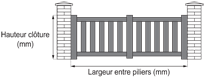 Hauteur clôture
(mm)
Largeur entre piliers (mm)